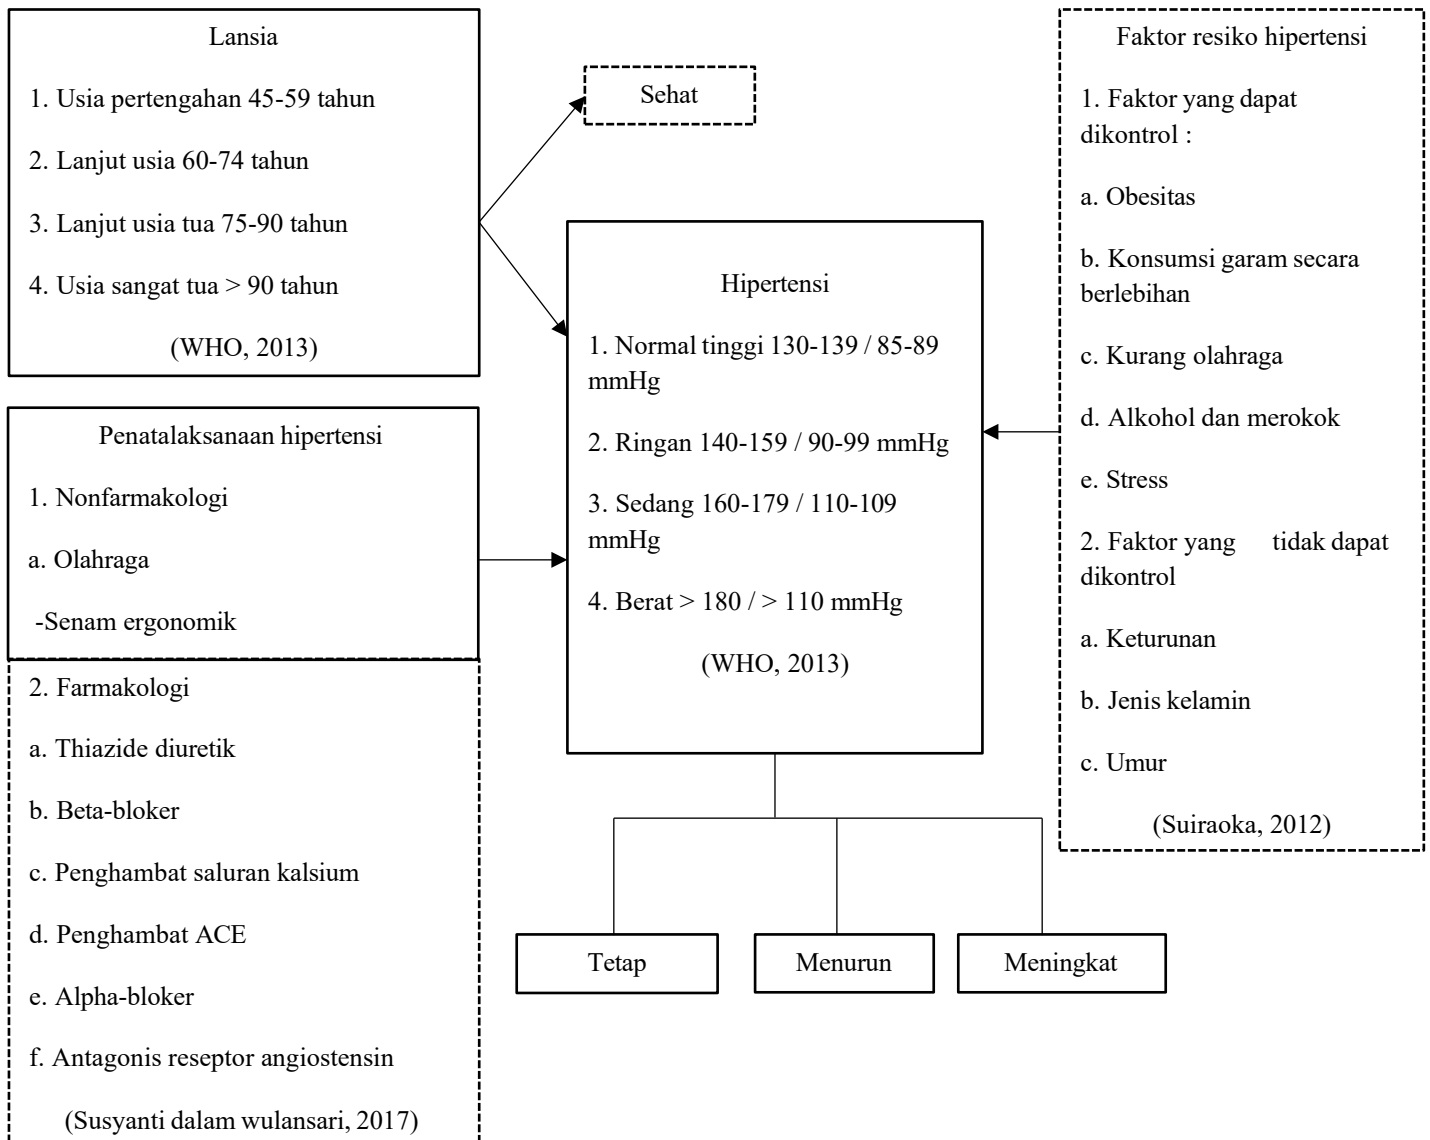 Lansia
1. Usia pertengahan 45-59 tahun
2. Lanjut usia 60-74 tahun
3. Lanjut usia tua 75-90 tahun
4. Usia sangat tua > 90 tahun
(WHO, 2013)
Sehat
Hipertensi
1. Normal tinggi 130-139 / 85-89
mmHg
2. Ringan 140-159 / 90-99 mmHg
3. Sedang 160-179 / 110-109
mmHg
4. Berat > 180 / > 110 mmHg
(WHO, 2013)
Faktor resiko hipertensi
1. Faktor yang dapat
dikontrol :
a. Obesitas
b. Konsumsi garam secara
berlebihan
c. Kurang olahraga
d. Alkohol dan merokok
e. Stress
2. Faktor yang tidak dapat
dikontrol
a. Keturunan
b. Jenis kelamin
c. Umur
(Suiraoka, 2012)
Penatalaksanaan hipertensi
1. Nonfarmakologi
a. Olahraga
-Senam ergonomik
2. Farmakologi
a. Thiazide diuretik
b. Beta-bloker
c. Penghambat saluran kalsium
d. Penghambat ACE
e. Alpha-bloker
f. Antagonis reseptor angiostensin
(Susyanti dalam wulansari, 2017)
Tetap
Menurun
Meningkat